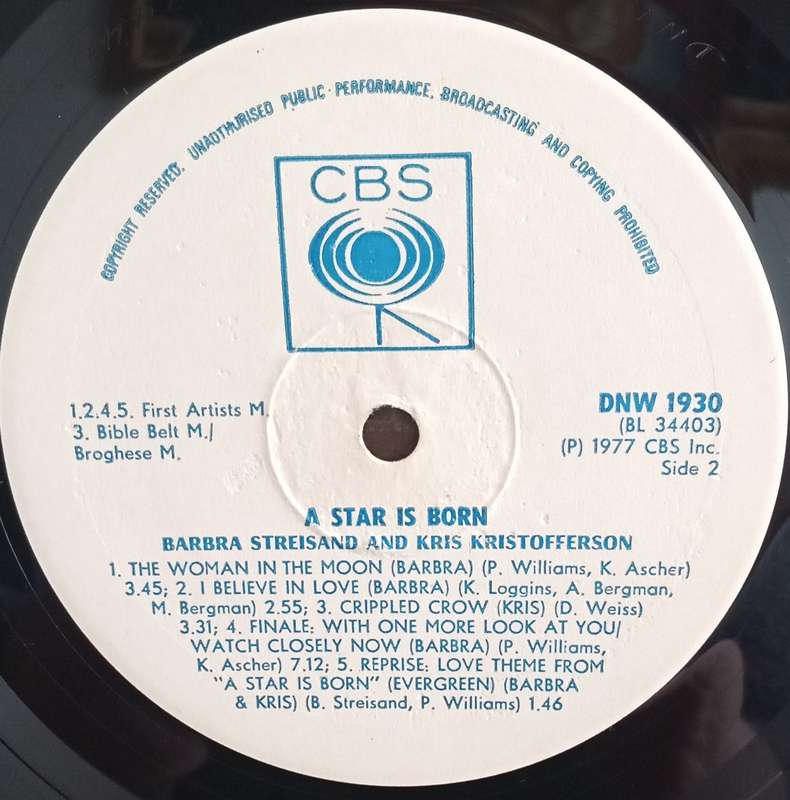 COPYRIGHT RESERVED. UNAUTHORISED PUBLIC PERFORMANCE, BROADCASTING AND COPYING PROHIBITED
CBS
1.2.4.5. First Artists M.
3. Bible Belt M./
Broghese M.
DNW 1930
(BL 34403)
(P) 1977 CBS Inc.
Side 2
A STAR IS BORN
BARBRA STREISAND AND KRIS KRISTOFFERSON
1. THE WOMAN IN THE MOON (BARBRA) (P. Williams, K. Ascher)
3.45; 2. I BELIEVE IN LOVE (BARBRA) (K. Loggins, A. Bergman,
M. Bergman) 2.55; 3. CRIPPLED CROW (KRIS) (D. Weiss)
3.31; 4. FINALE: WITH ONE MORE LOOK AT YOU/
WATCH CLOSELY NOW (BARBRA) (P. Williams,
K. Ascher) 7.12; 5. REPRISE: LOVE THEME FROM
"A STAR IS BORN" (EVERGREEN) (BARBRA
& KRIS) (B. Streisand, P. Williams) 1.46